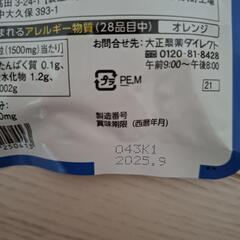 高田 3-24-1
中大久保 393-1
まれるアレルギー物質(28品目中) オレンジ
(1500mg)当たり]
たんぱく質 0.1g、
水化物 1.2g、
002g
0mg
お問い合わせ先
大正製薬ダイレクト
0120-81-8428
午前9:00~午後8:00
プラ PE,M
21
製造番号
賞味期限 (西暦年月)
043K1
2025.9